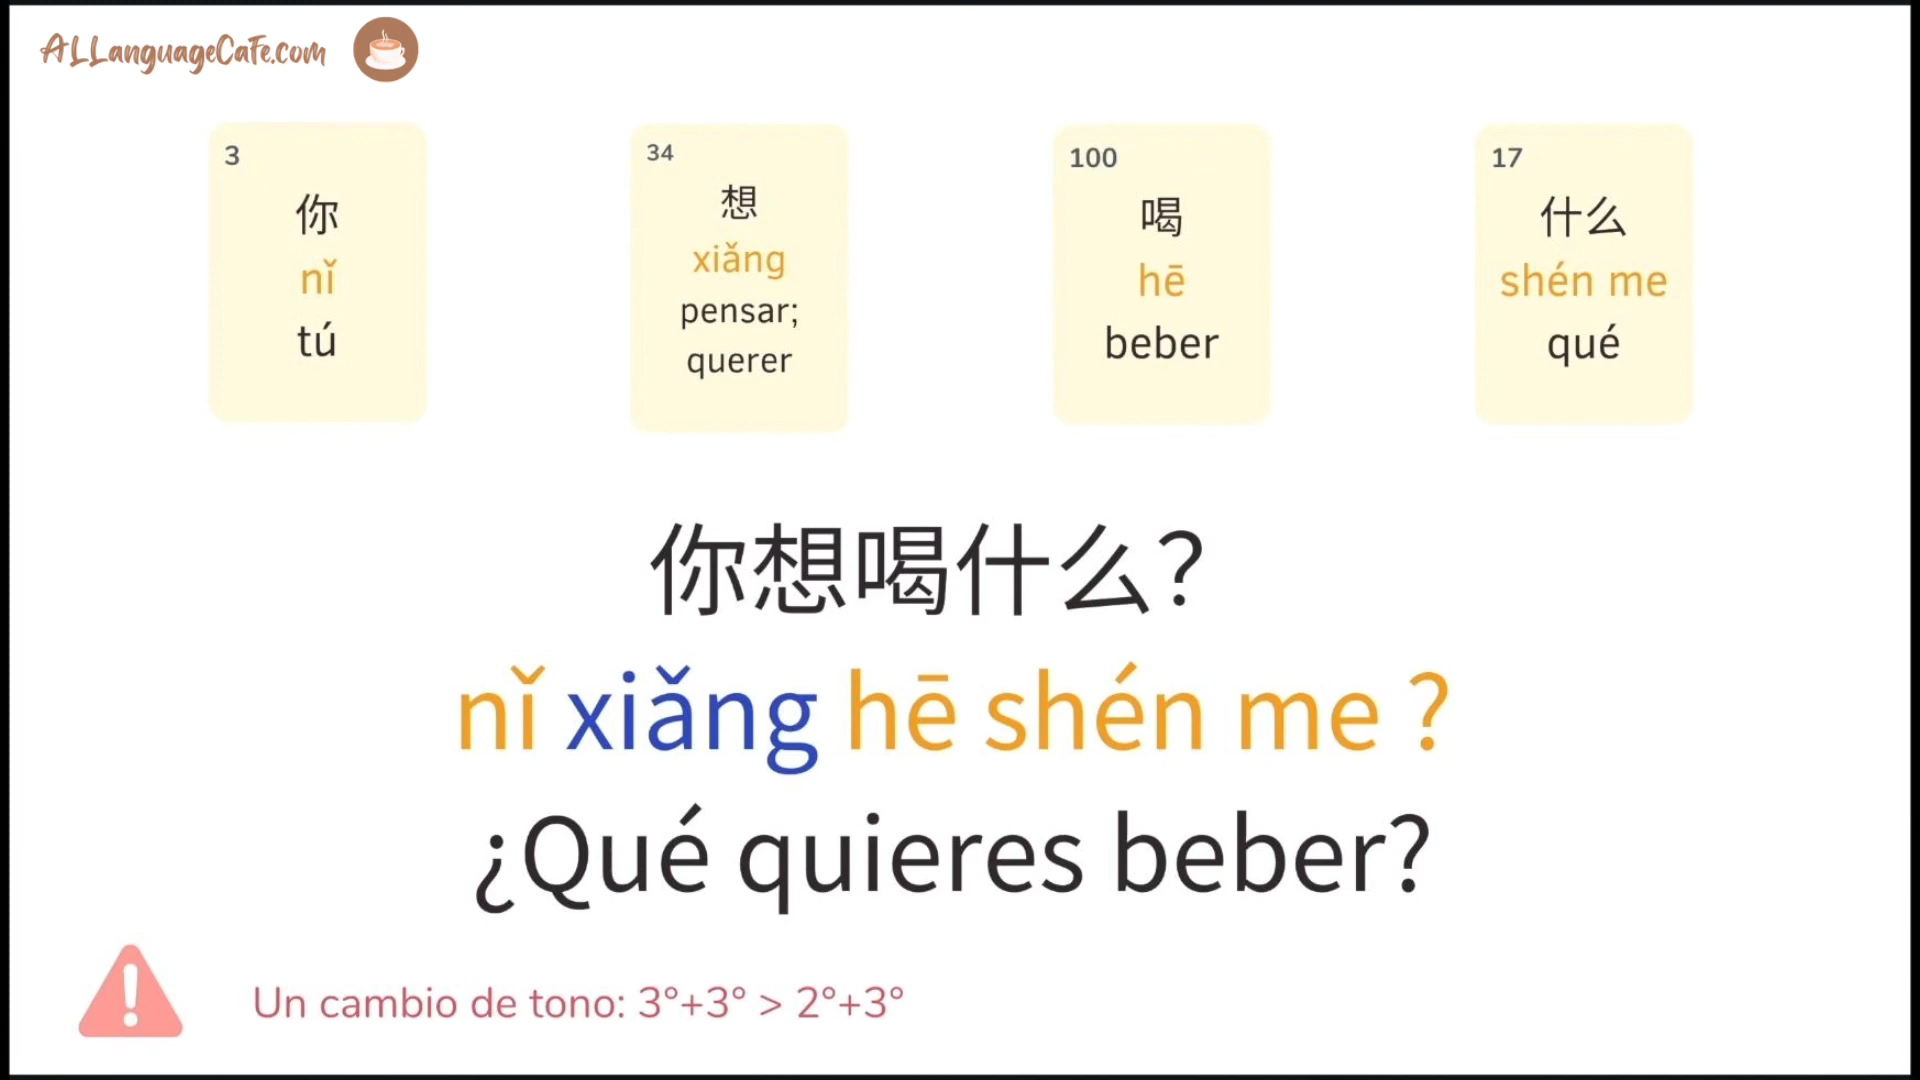 ALLanguageCafe.com
3
你
nǐ
tú
34
想
xiǎng
pensar;
querer
100
喝
hē
beber
17
什么
shén me
qué
你想喝什么?
nǐ xiǎng hē shén me ?
¿Qué quieres beber?
Un cambio de tono: 3°+3° > 2°+3°